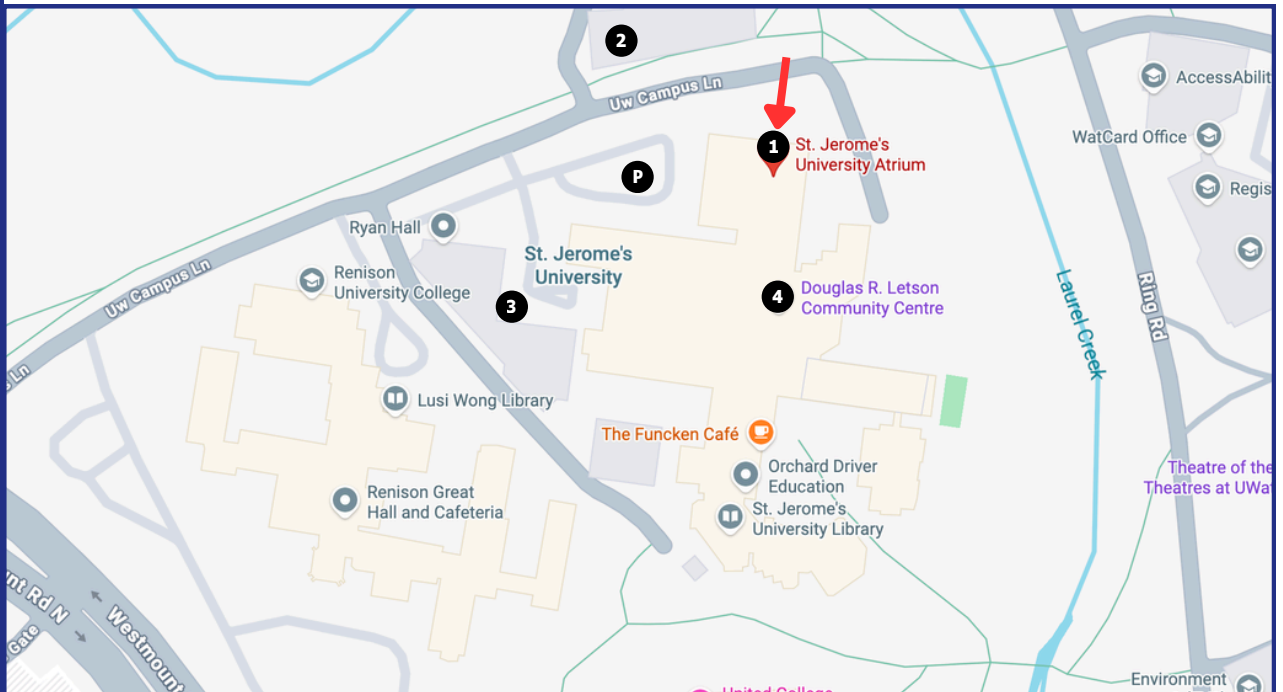 2
Uw Campus Ln
AccessAbilit
WatCard Office
1
St. Jerome's
University Atrium
P
Regis
Ryan Hall
St. Jerome's
University
Renison
University College
Uw Campus Ln
3
4
Douglas R. Letson
Community Centre
Laurel Creek
Ring Rd
s Ln
Lusi Wong Library
The Funcken Café
Orchard Driver
Education
Theatre of the
Theatres at UWat
Renison Great
Hall and Cafeteria
St. Jerome's
University Library
unt Rd N
Westmount
Gate
Environment
United College